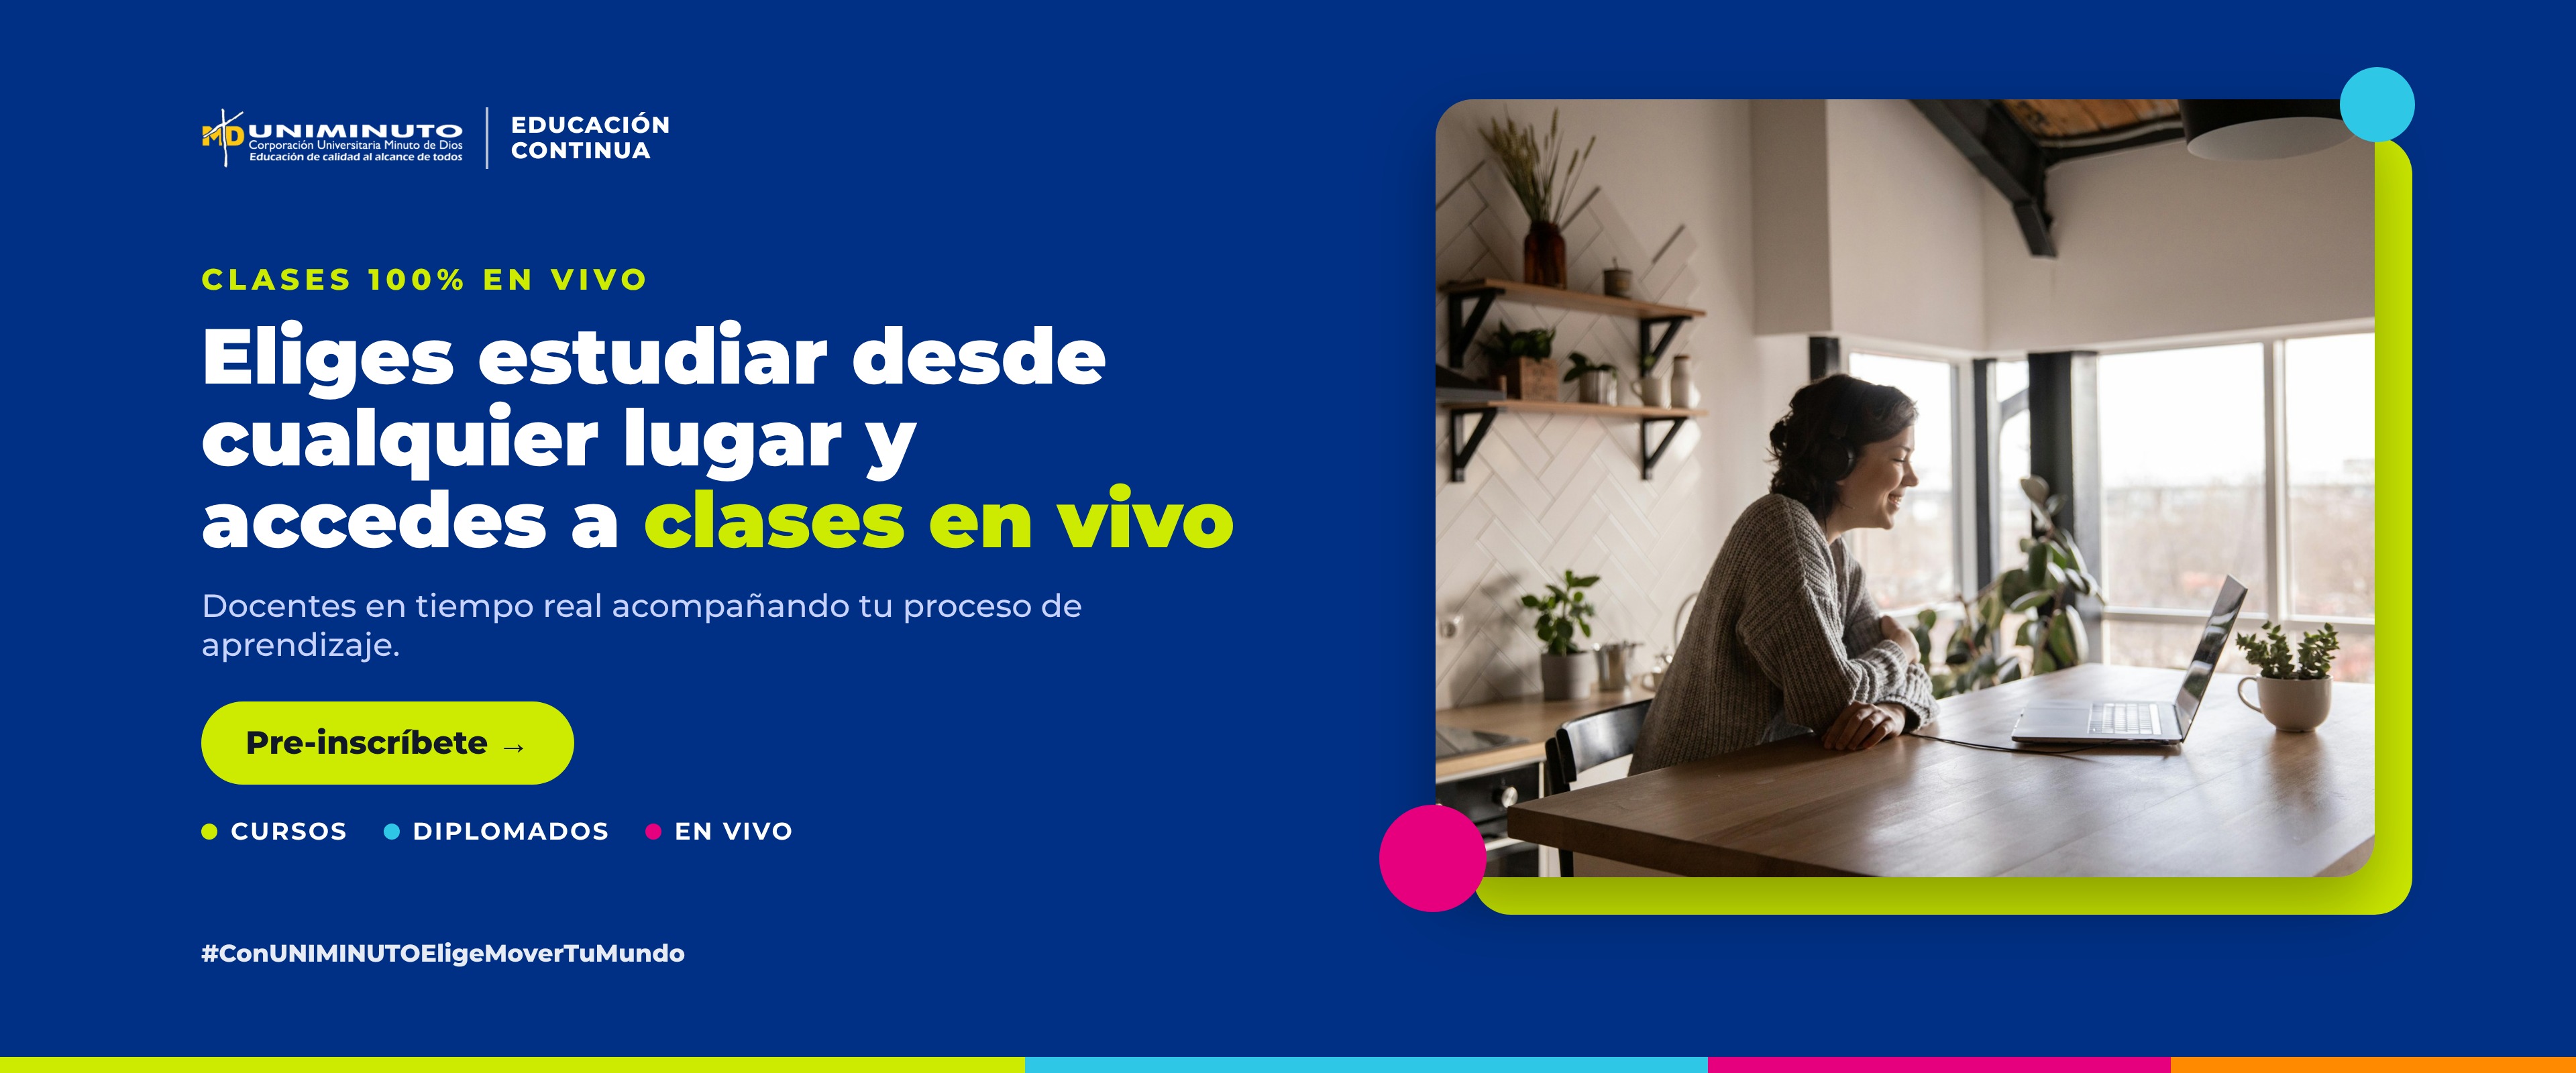 MD UNIMINUTO
Corporación Universitaria Minuto de Dios
Educación de calidad al alcance de todos
EDUCACIÓN
CONTINUA
CLASES 100% EN VIVO
Eliges estudiar desde
cualquier lugar y
accedes a clases en vivo
Docentes en tiempo real acompañando tu proceso de
aprendizaje.
Pre-inscríbete →
CURSOS DIPLOMADOS EN VIVO
#ConUNIMINUTOEligeMoverTuMundo